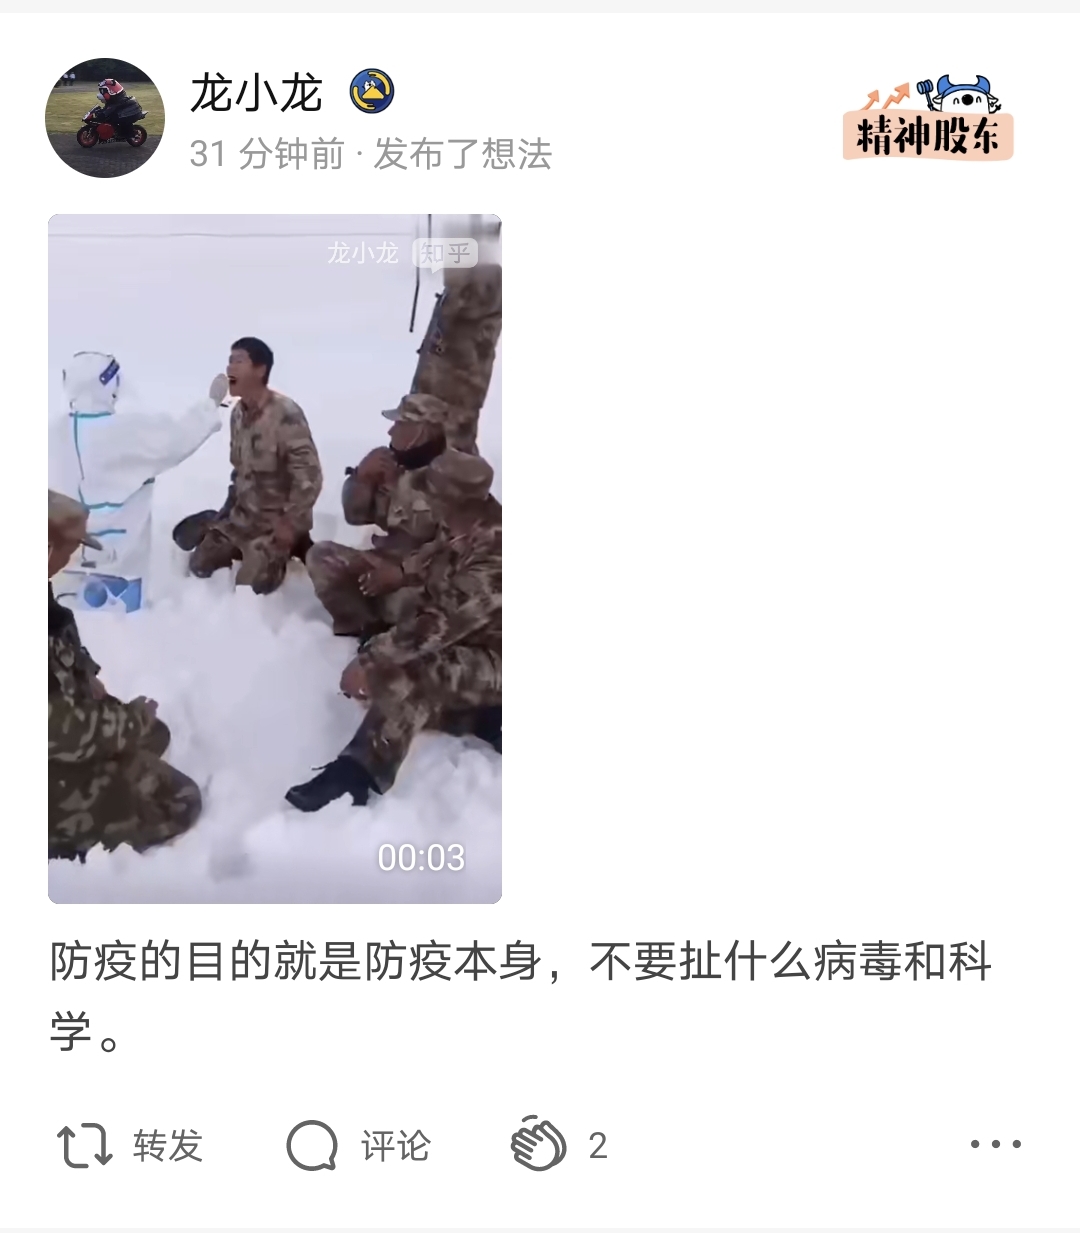 龙小龙
31 分钟前 · 发布了想法
精神股东
龙小龙 知乎
00:03
防疫的目的就是防疫本身，不要扯什么病毒和科
学。
转发 评论 2